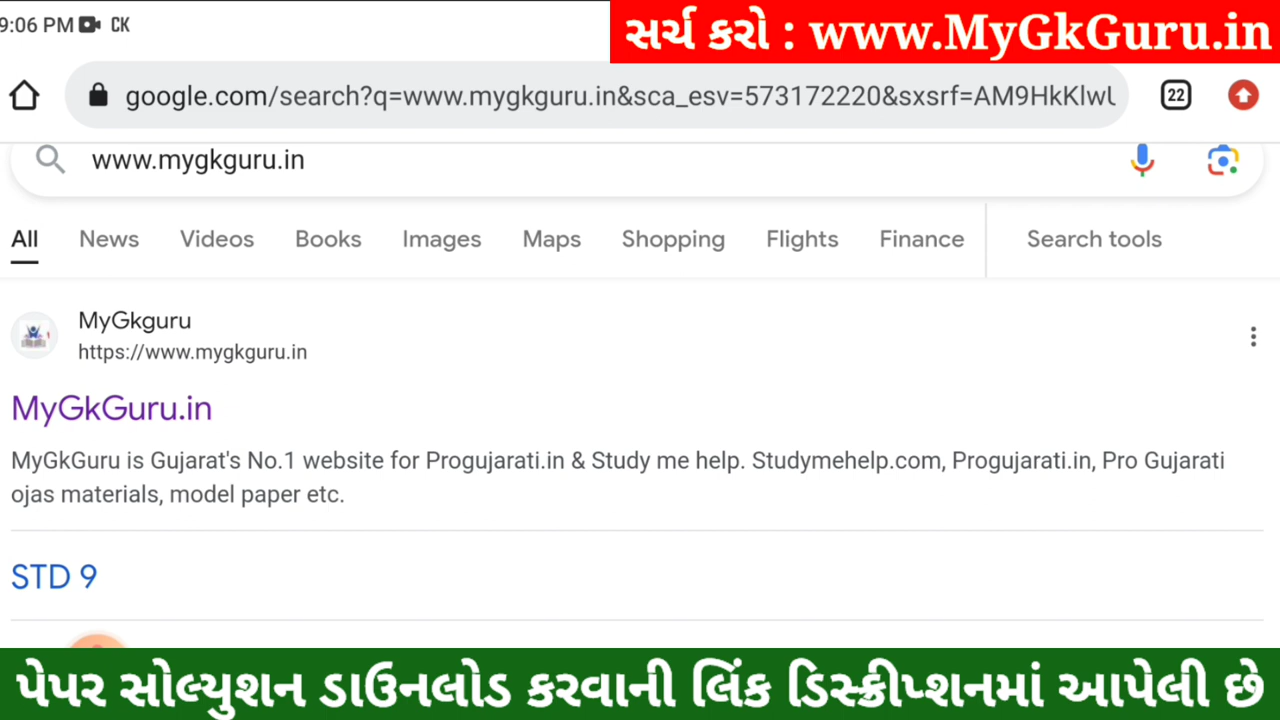 9:06 PM CK
સર્ચ કરો : www.MyGkGuru.in
google.com/search?q=www.mygkguru.in&sca_esv=573172220&sxsrf=AM9HkKlwU
22
www.mygkguru.in
All News Videos Books Images Maps Shopping Flights Finance Search tools
MyGkguru
https://www.mygkguru.in
MyGkGuru.in
MyGkGuru is Gujarat's No.1 website for Progujarati.in & Study me help. Studymehelp.com, Progujarati.in, Pro Gujarati
ojas materials, model paper etc.
STD 9
પેપર સોલ્યુશન ડાઉનલોડ કરવાની લિંક ડિસ્ક્રીપ્શનમાં આપેલી છે